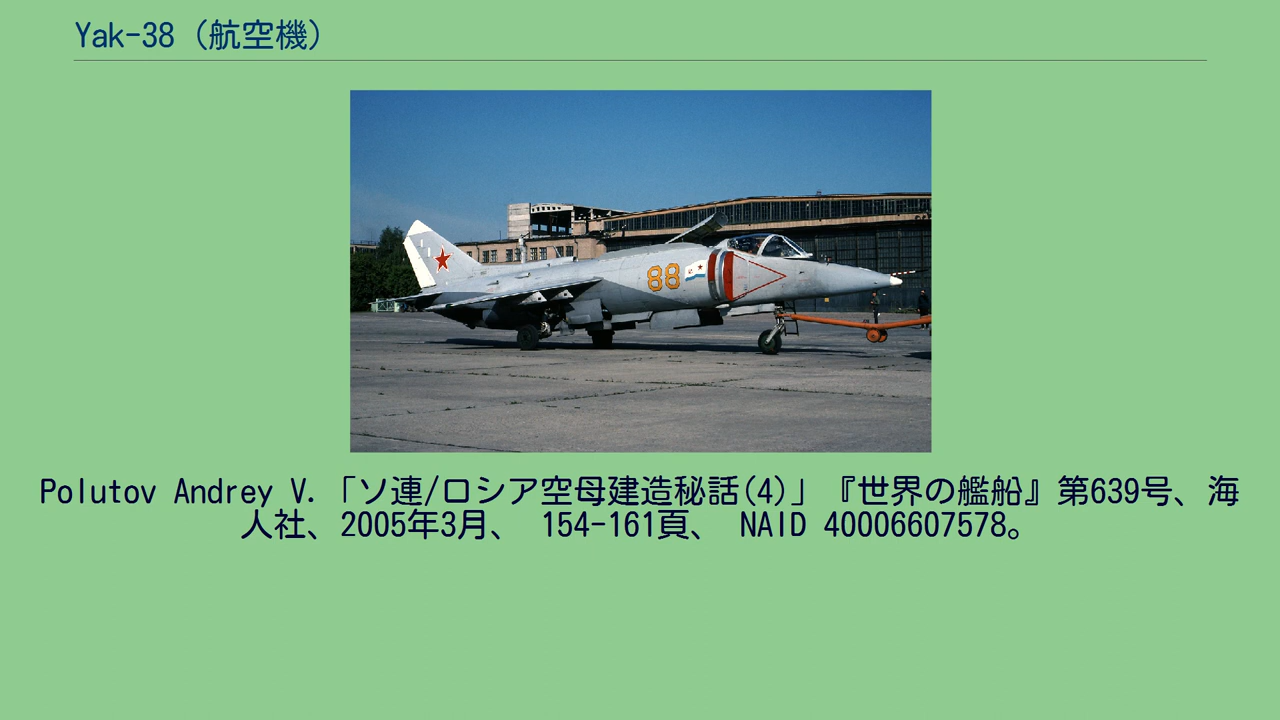 Yak-38 (航空機)
88
Polutov Andrey V. 「ソ連/ロシア空母建造秘話(4)」『世界の艦船』第639号、海
人社、2005年3月、 154-161頁、 NAID 40006607578。